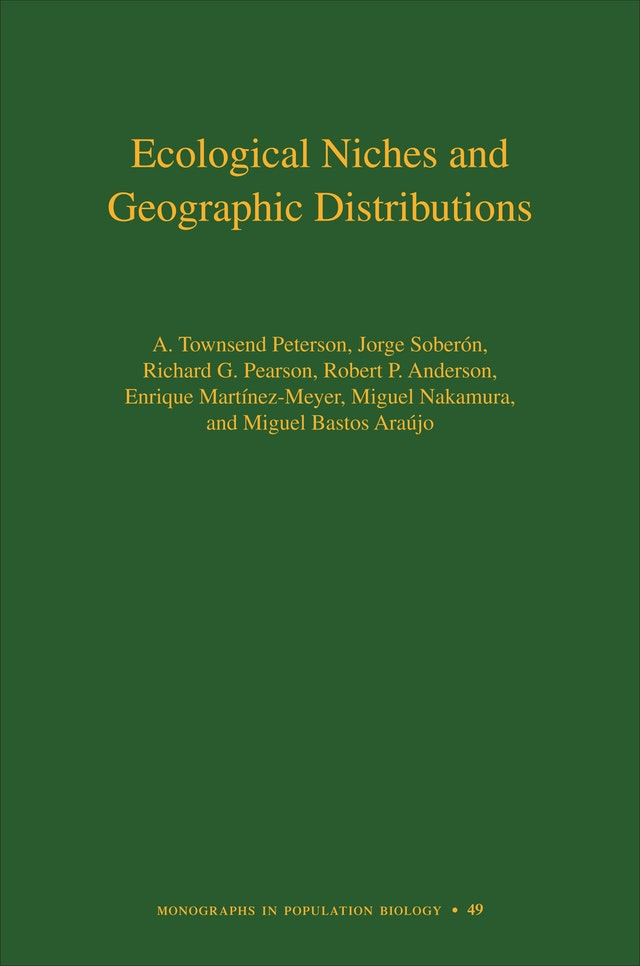 Ecological Niches and
Geographic Distributions
A. Townsend Peterson, Jorge Soberón,
Richard G. Pearson, Robert P. Anderson,
Enrique Martínez-Meyer, Miguel Nakamura,
and Miguel Bastos Araújo
MONOGRAPHS IN POPULATION BIOLOGY • 49